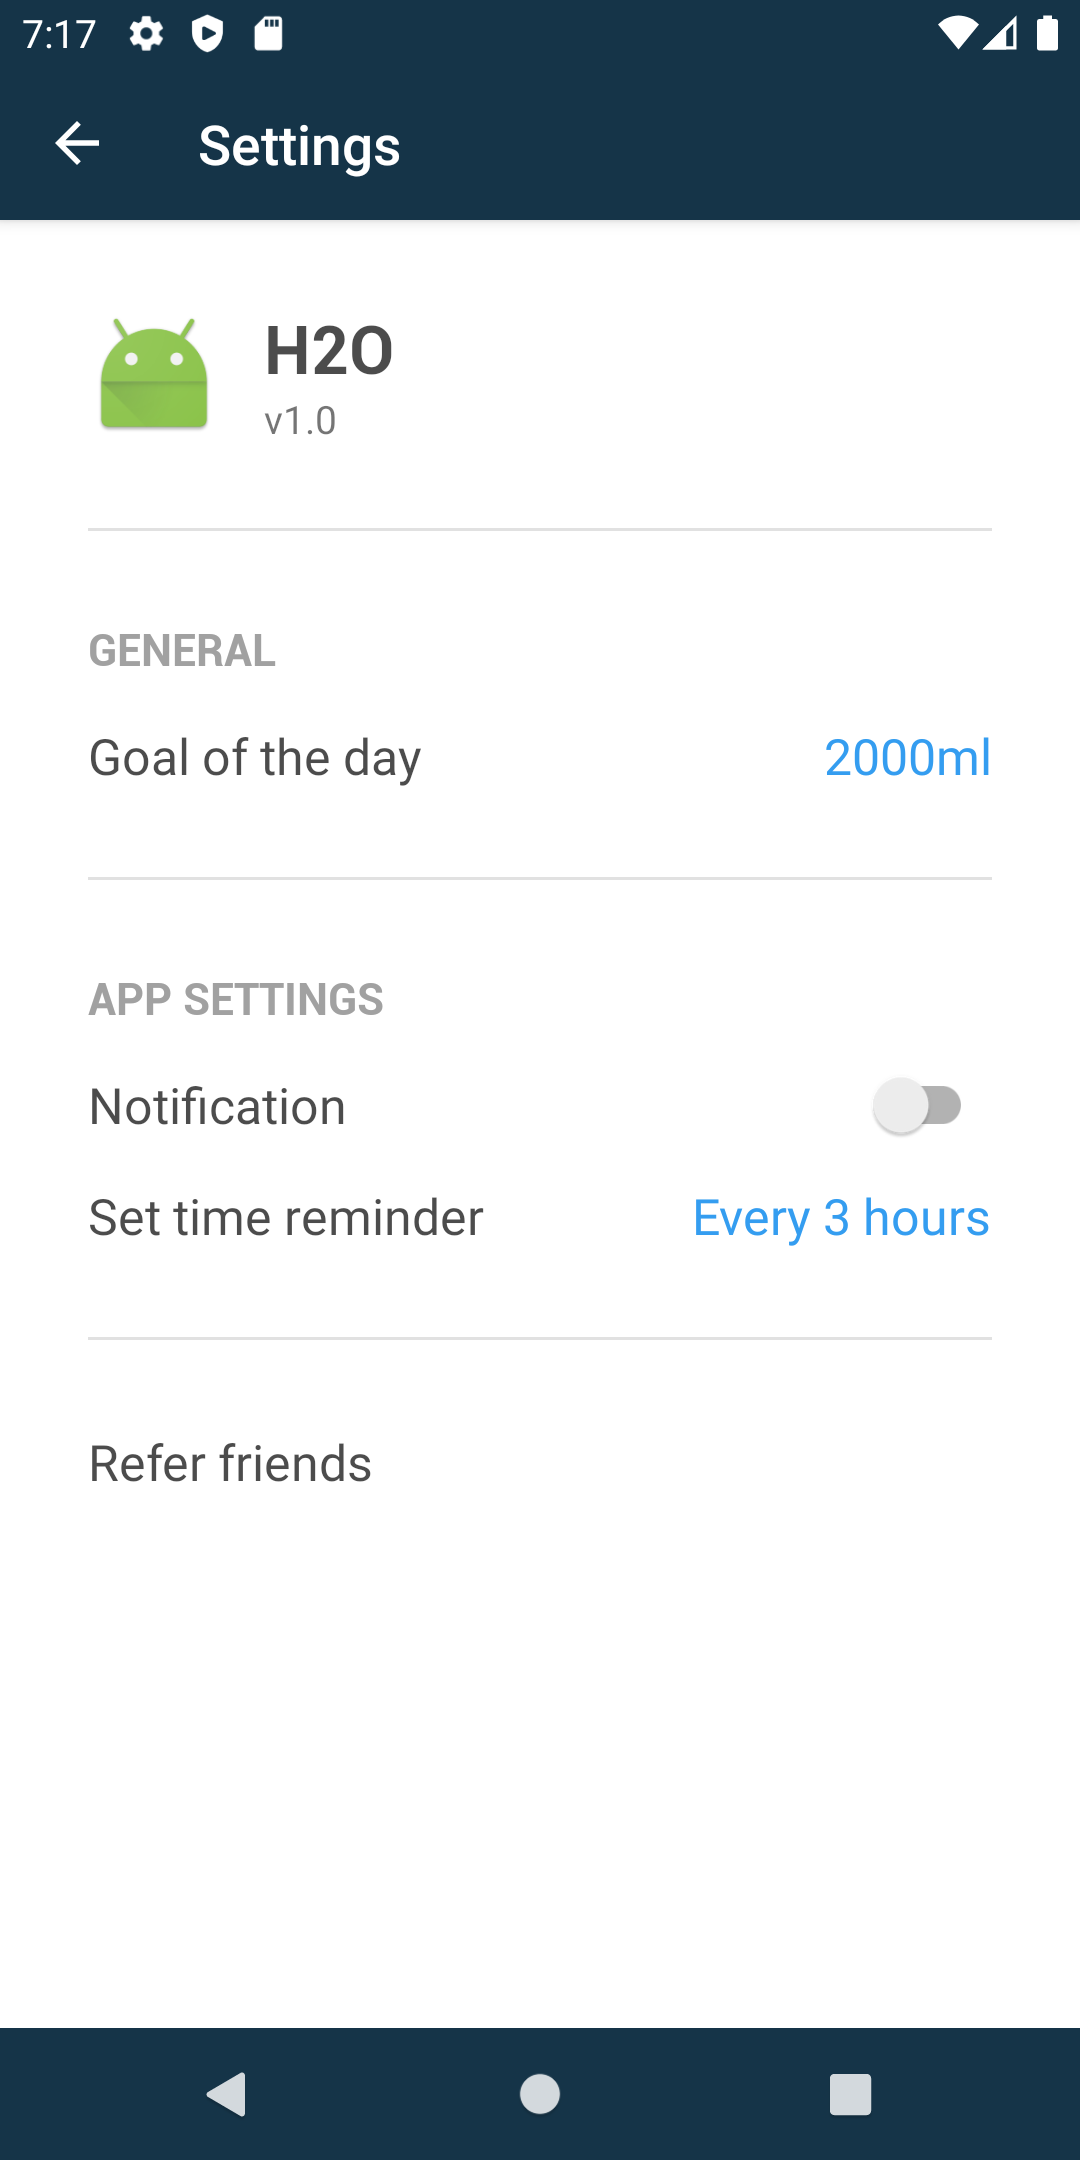 7:17
Settings
H2O
v1.0
GENERAL
Goal of the day 2000ml
APP SETTINGS
Notification
Set time reminder Every 3 hours
Refer friends